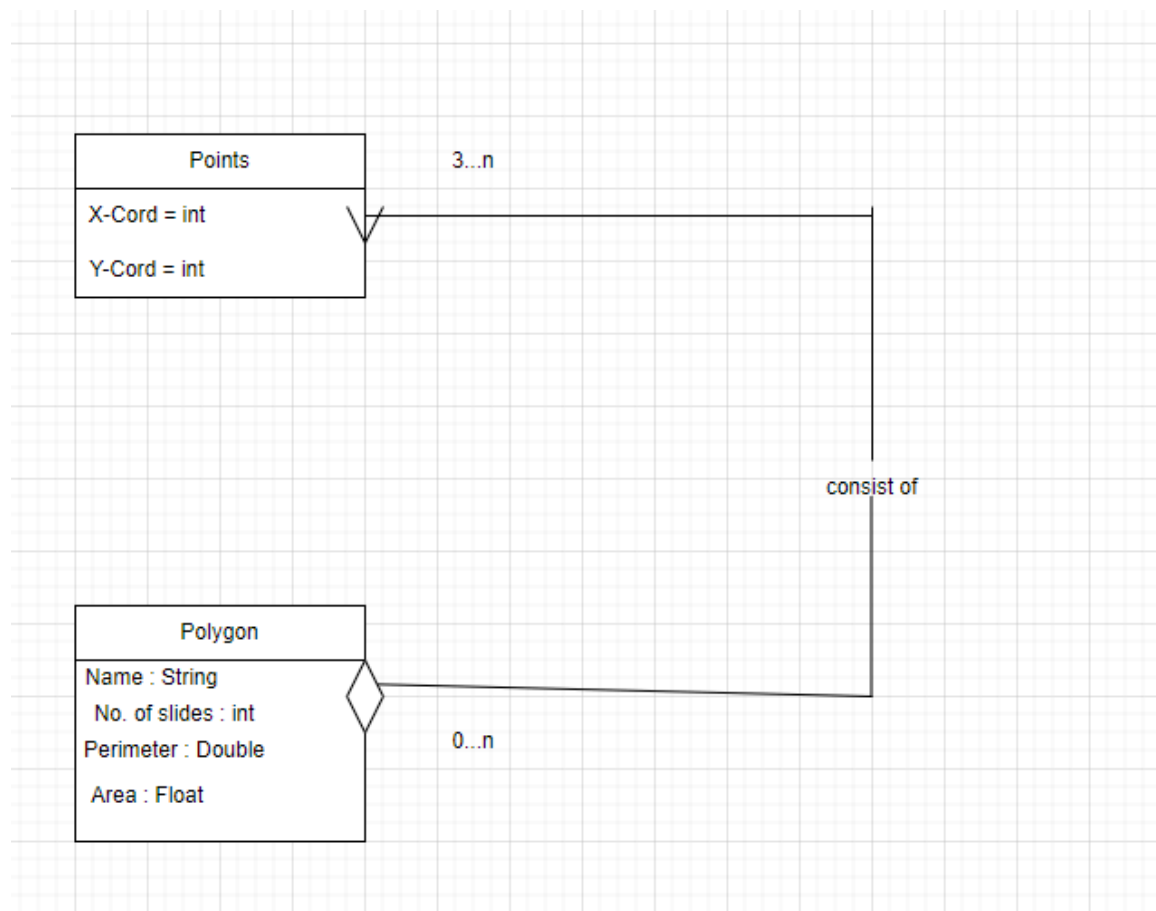 Points
3...n
X-Cord = int
Y-Cord = int
consist of
Polygon
Name : String
No. of slides : int
Perimeter : Double
0...n
Area : Float